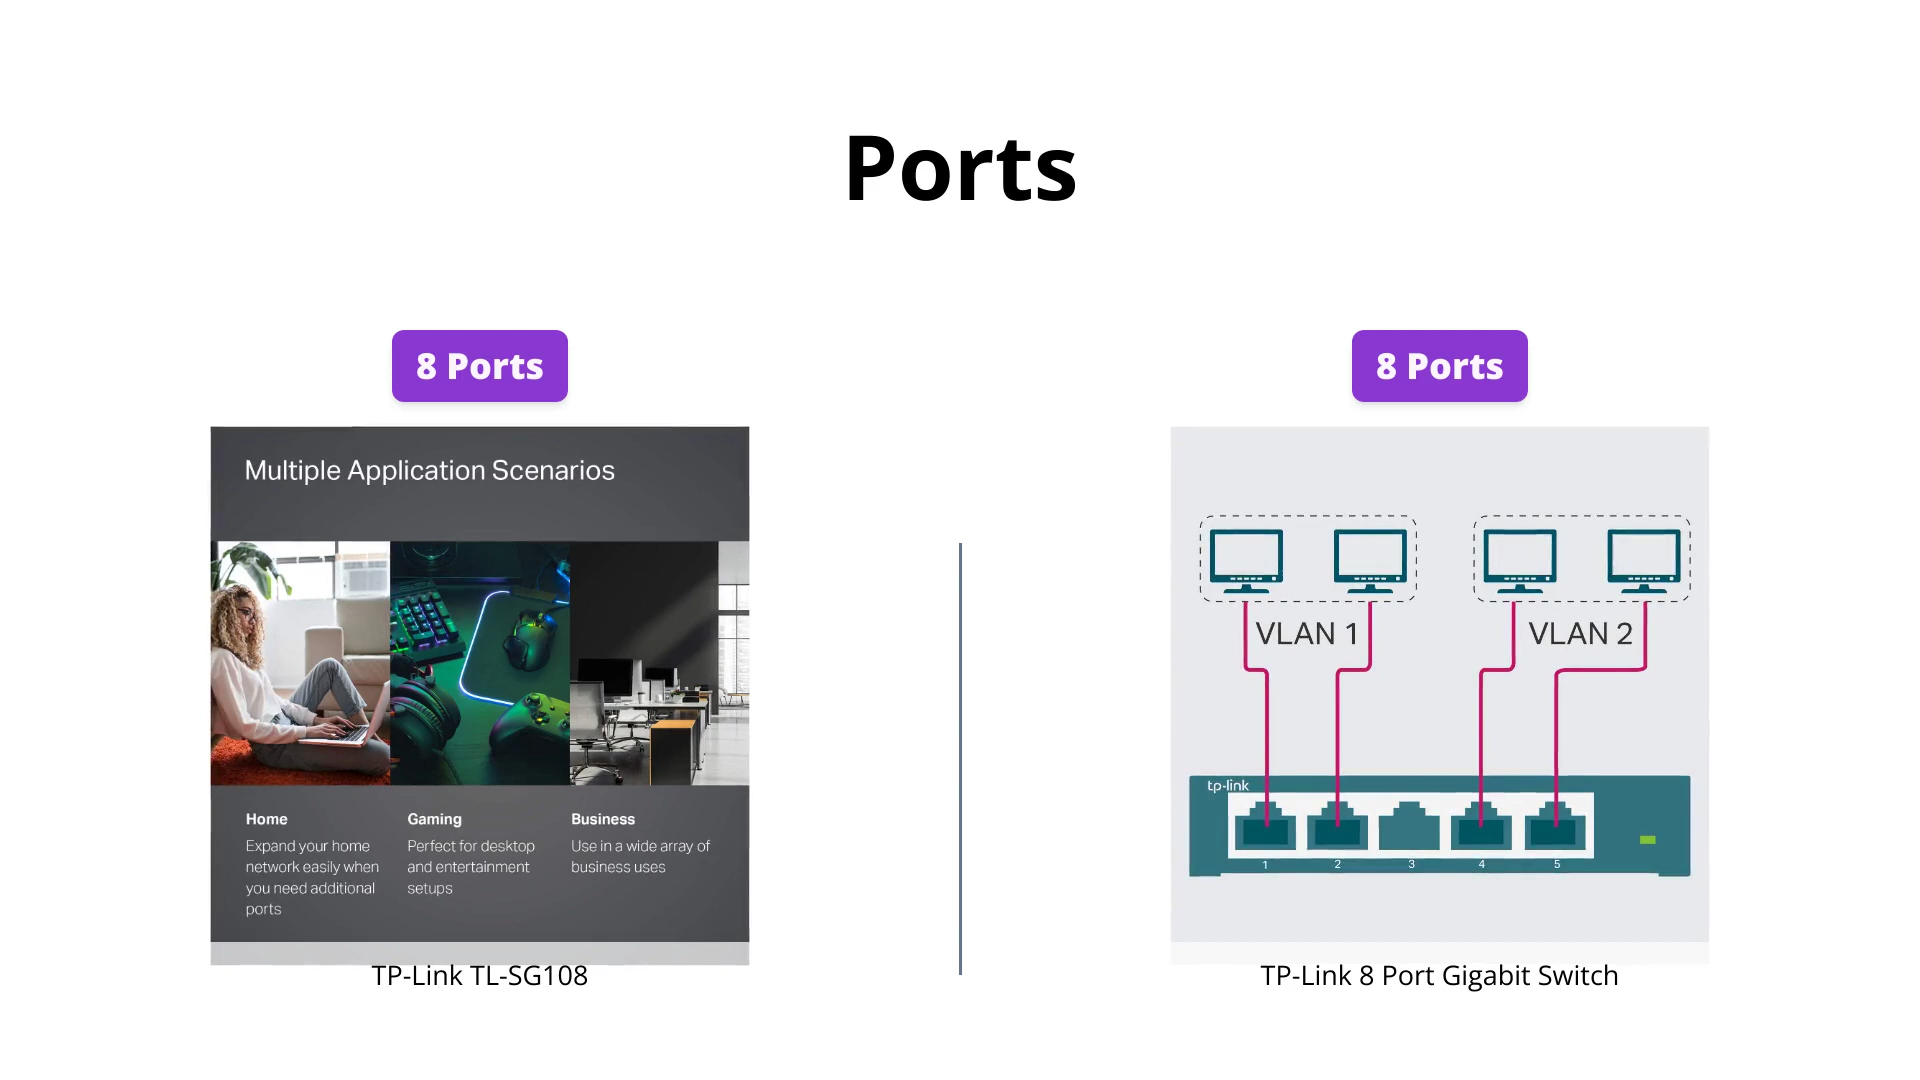 Ports
8 Ports
Multiple Application Scenarios
Home
Expand your home
network easily when
you need additional
ports
Gaming
Perfect for desktop
and entertainment
setups
Business
Use in a wide array of
business uses
TP-Link TL-SG108
8 Ports
VLAN 1
VLAN 2
tp-link
1 2 3 4 5
TP-Link 8 Port Gigabit Switch